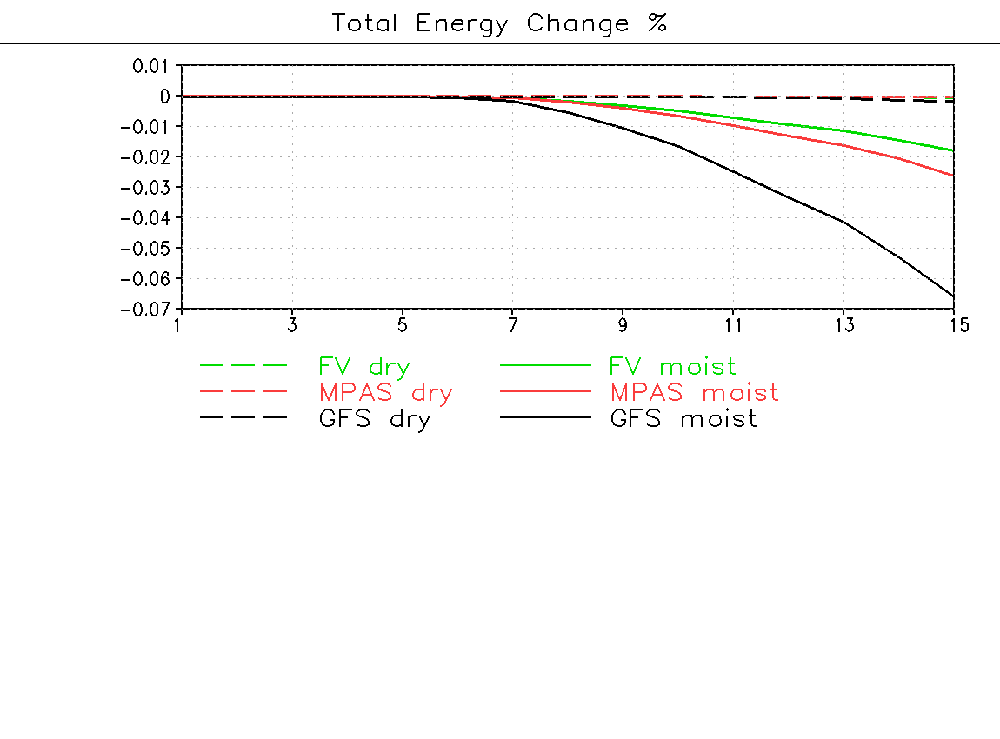 Total Energy Change %
0.01
0
-0.01
-0.02
-0.03
-0.04
-0.05
-0.06
-0.07
1 3 5 7 9 11 13 15
FV dry FV moist
MPAS dry MPAS moist
GFS dry GFS moist